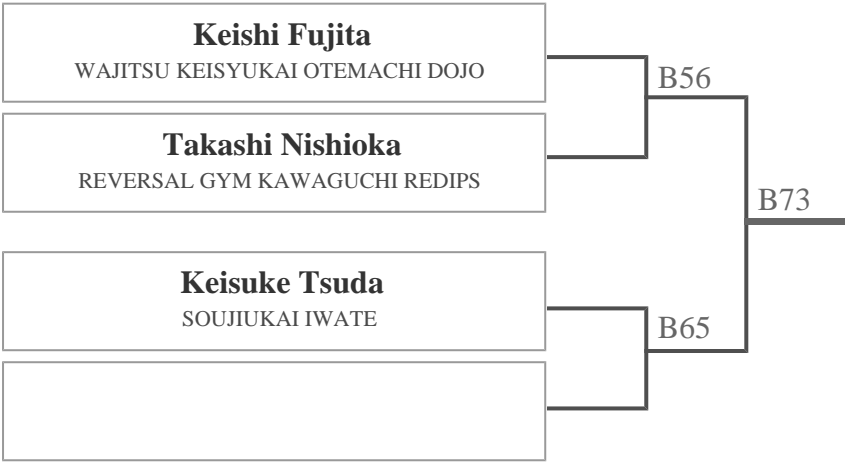 Keishi Fujita
WAJITSU KEISYUKAI OTEMACHI DOJO
B56
Takashi Nishioka
REVERSAL GYM KAWAGUCHI REDIPS
B73
Keisuke Tsuda
SOUJIUKAI IWATE
B65